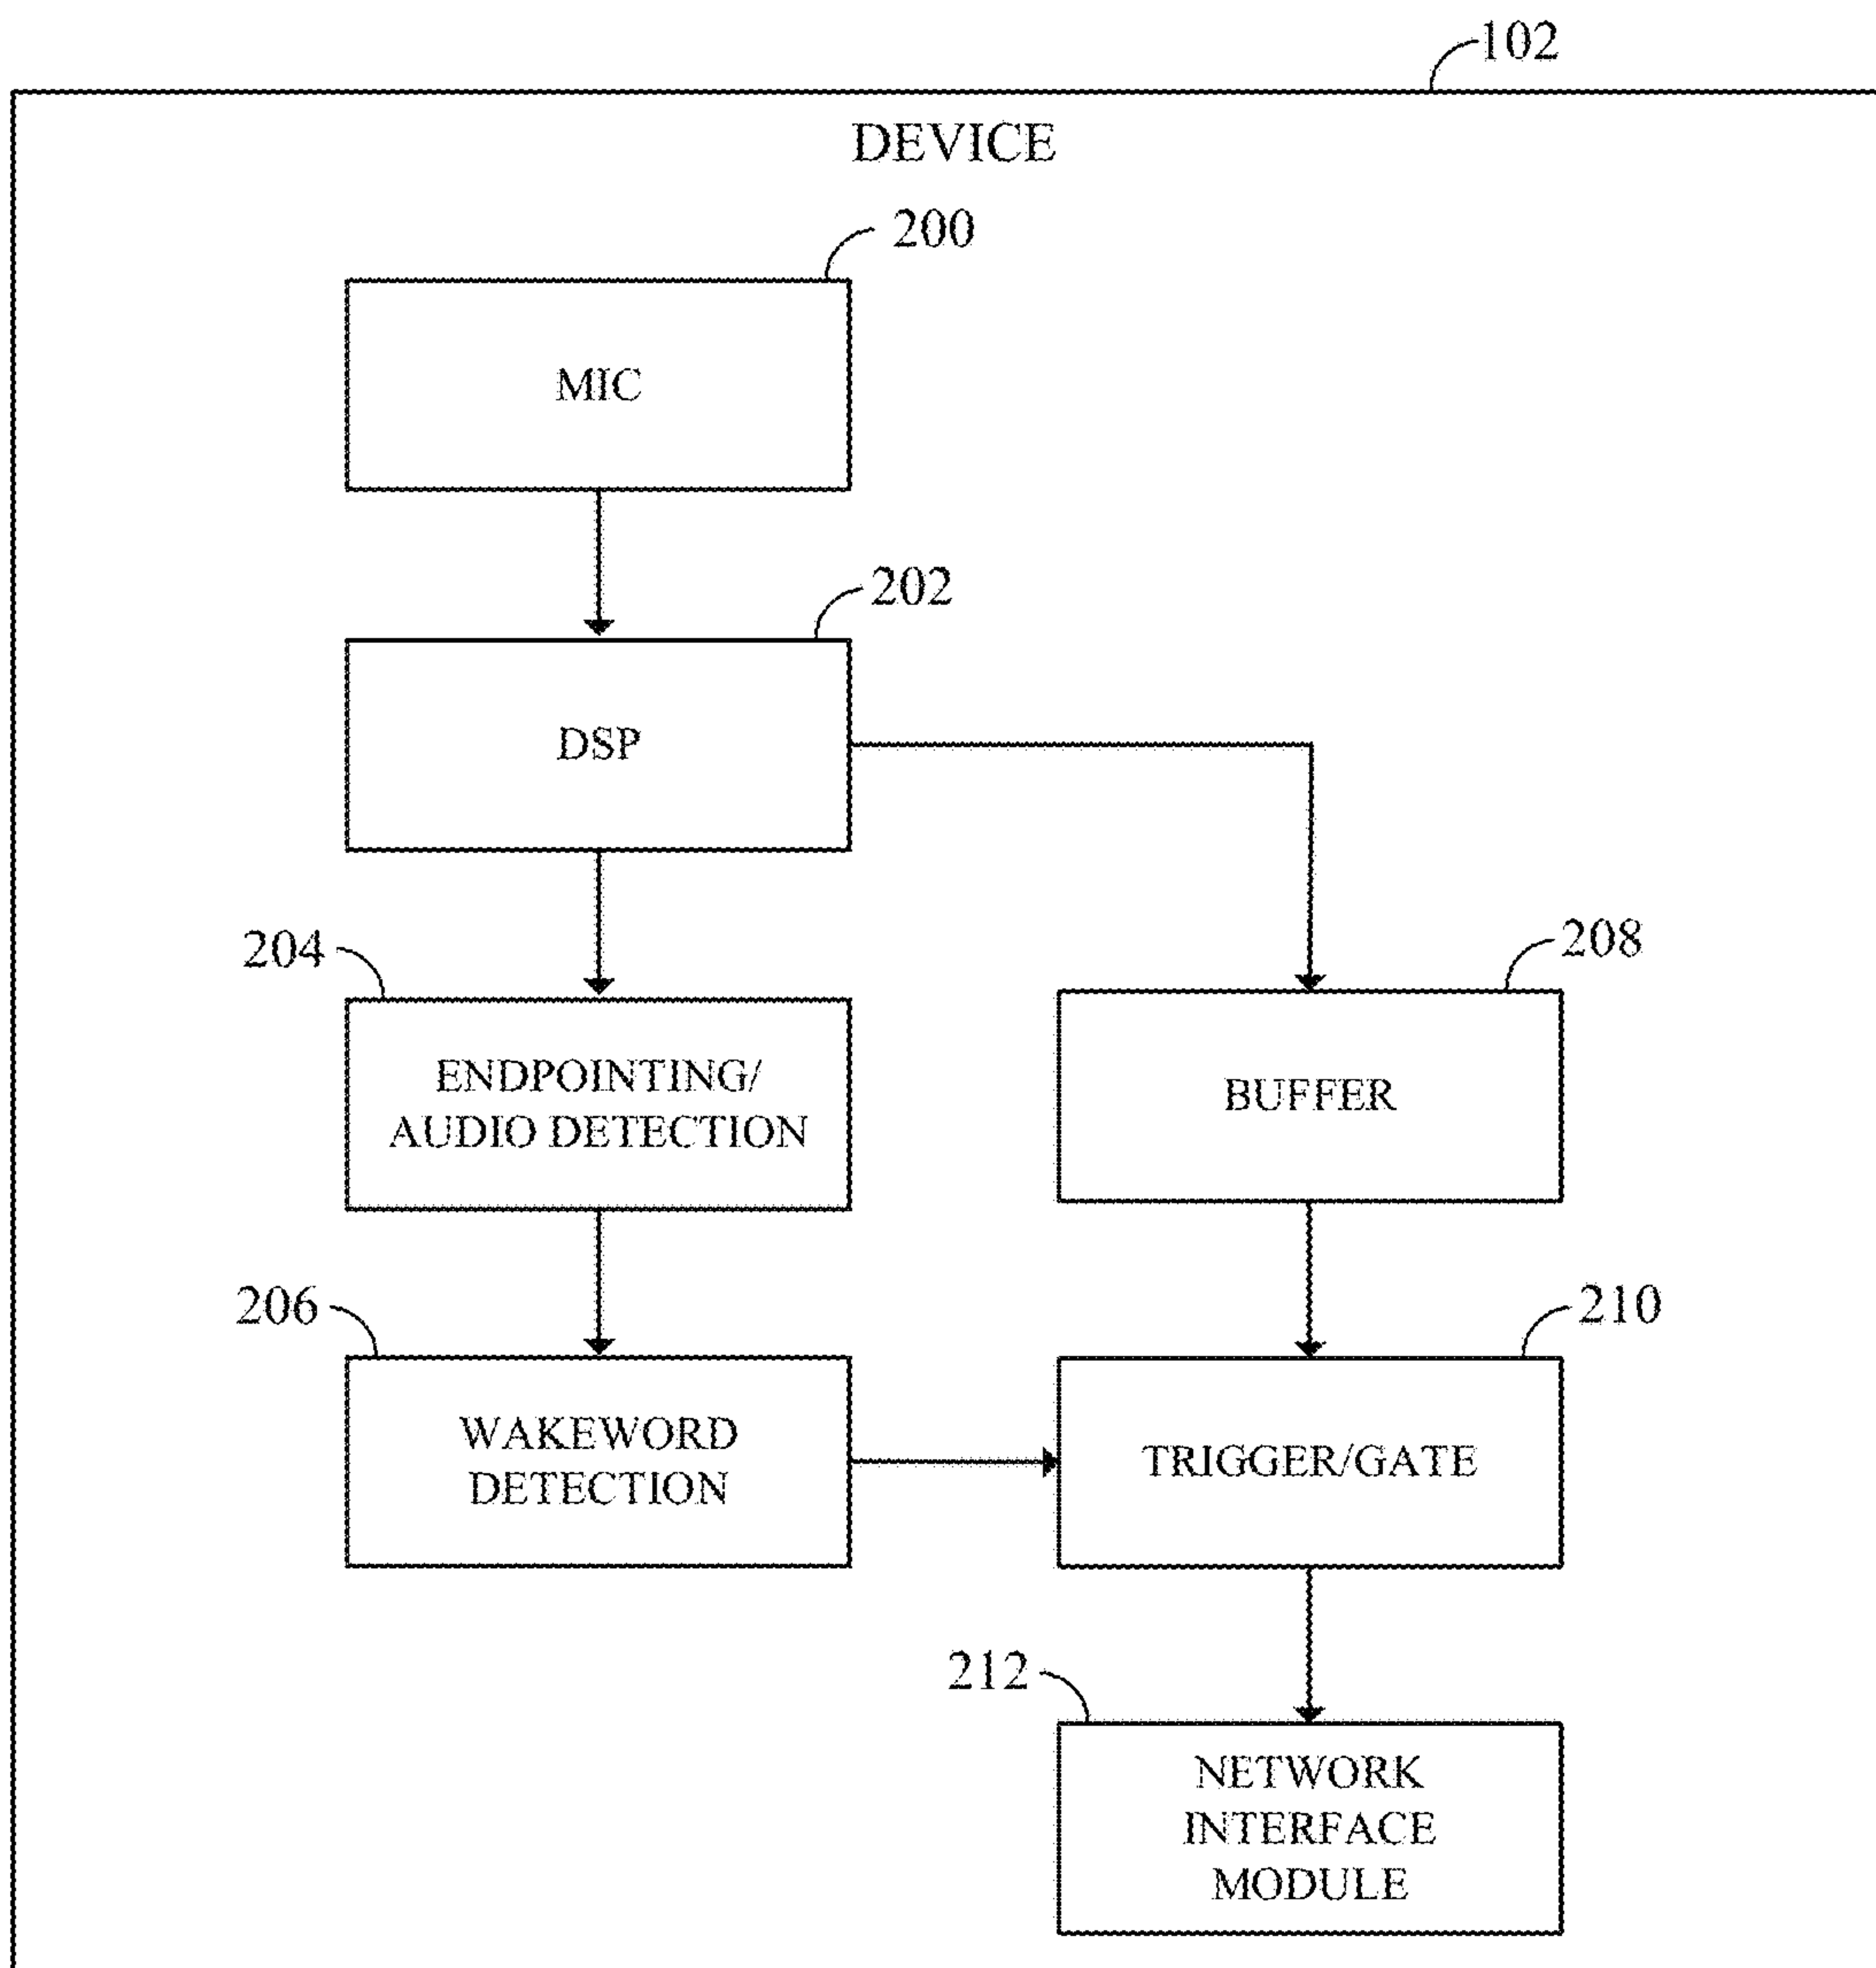 102
DEVICE
200
MIC
202
DSP
204
ENDPOINTING/
AUDIO DETECTION
208
BUFFER
206
WAKEWORD
DETECTION
210
TRIGGER/GATE
212
NETWORK
INTERFACE
MODULE